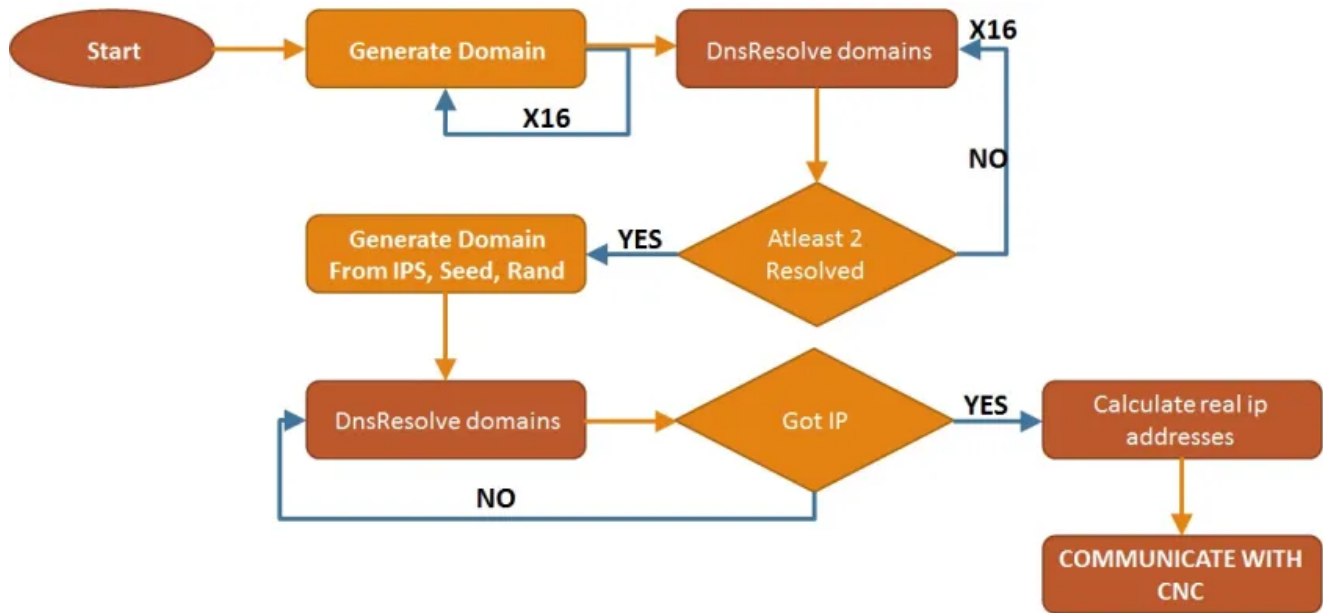 Start
Generate Domain
X16
DnsResolve domains
X16
NO
Atleast 2
Resolved
YES
Generate Domain
From IPS, Seed, Rand
DnsResolve domains
Got IP
NO
YES
Calculate real ip
addresses
COMMUNICATE WITH
CNC